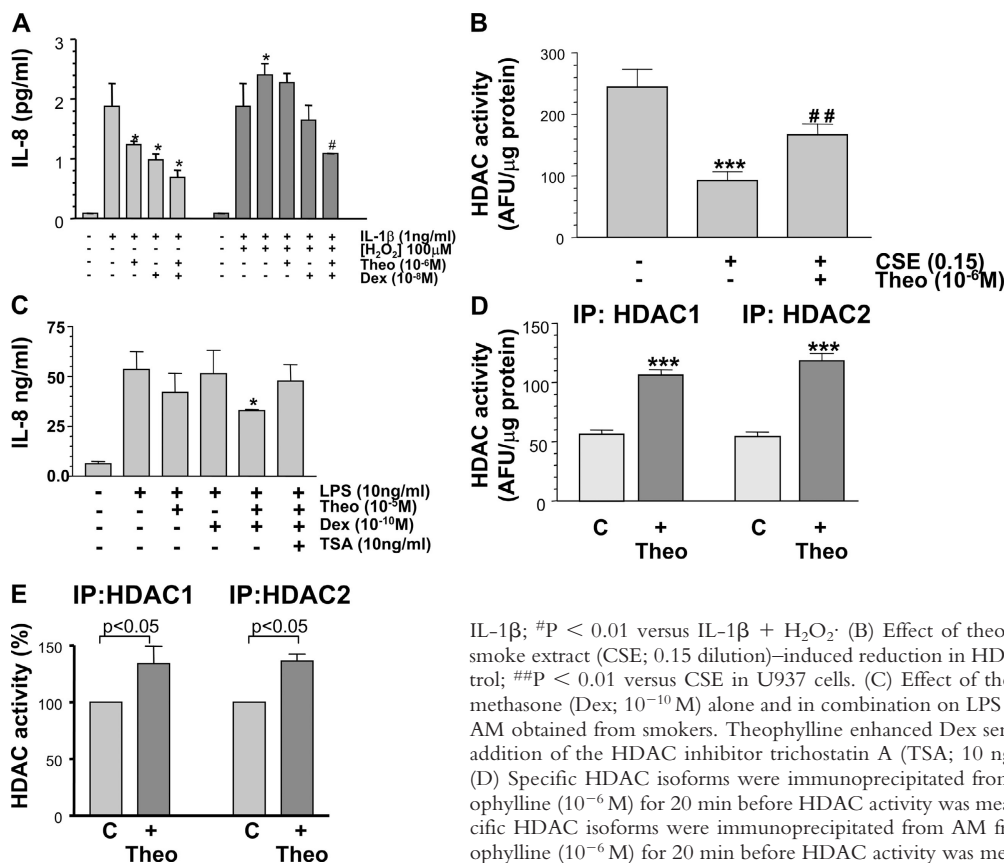 A
IL-8 (pg/ml)
3
2
1
0
* * * * #
- + + + + - + + + + + IL-1β (1ng/ml)
- - - - - - - + + + + [H₂O₂] 100μM
- - + - + - - - + - + Theo (10⁻⁶M)
- - - + + - - - - + + Dex (10⁻⁸M)
B
HDAC activity
(AFU/μg protein)
300
200
100
0
*** ##
- + + CSE (0.15)
- - + Theo (10⁻⁶M)
C
IL-8 ng/ml
75
50
25
0.0
*
- + + + + + LPS (10ng/ml)
- - + - + + Theo (10⁻⁵M)
- - - + + + Dex (10⁻¹⁰M)
- - - - - + TSA (10ng/ml)
D
IP: HDAC1 IP: HDAC2
HDAC activity
(AFU/μg protein)
150
100
50
0
*** ***
C + C +
Theo Theo
E
IP:HDAC1 IP:HDAC2
p<0.05 p<0.05
HDAC activity (%)
150
100
50
0
C + C +
Theo Theo
IL-1β; #P < 0.01 versus IL-1β + H₂O₂. (B) Effect of theo
smoke extract (CSE; 0.15 dilution)–induced reduction in HD
trol; ##P < 0.01 versus CSE in U937 cells. (C) Effect of the
methasone (Dex; 10⁻¹⁰ M) alone and in combination on LPS
AM obtained from smokers. Theophylline enhanced Dex sen
addition of the HDAC inhibitor trichostatin A (TSA; 10 ng
(D) Specific HDAC isoforms were immunoprecipitated from
ophylline (10⁻⁶ M) for 20 min before HDAC activity was mea
cific HDAC isoforms were immunoprecipitated from AM fr
ophylline (10⁻⁶ M) for 20 min before HDAC activity was me